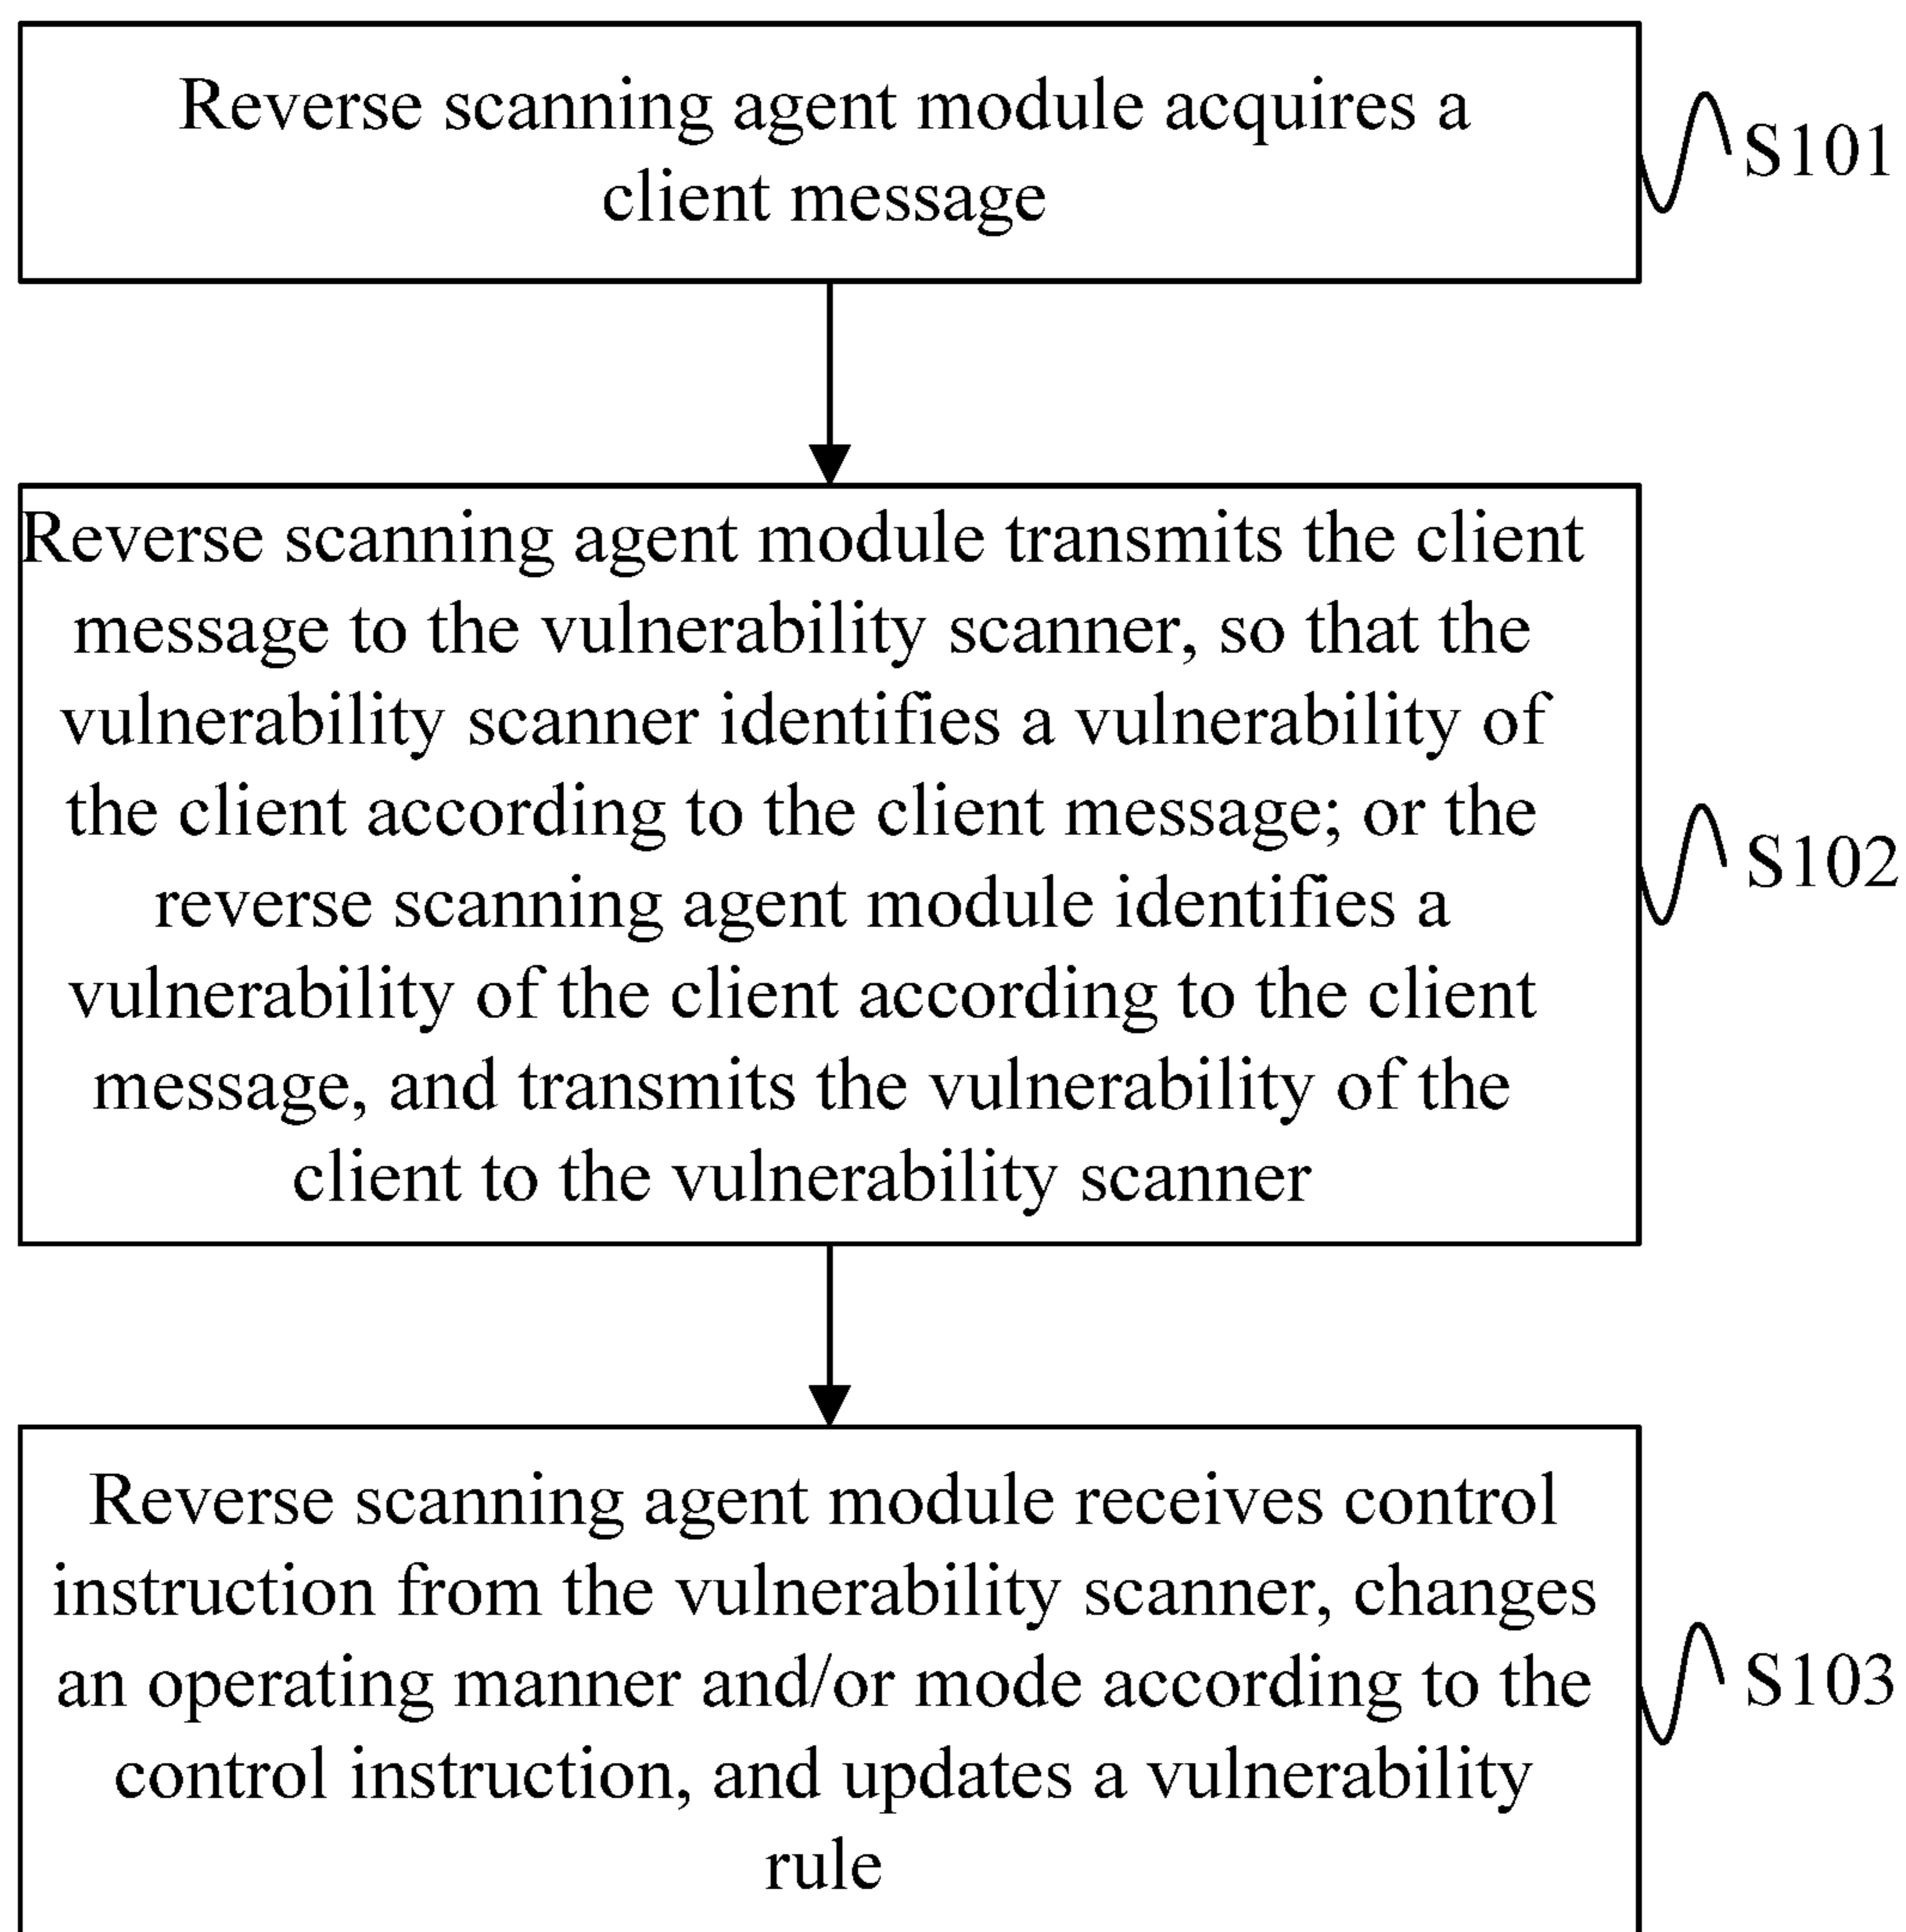 Reverse scanning agent module acquires a
client message
S101
Reverse scanning agent module transmits the client
message to the vulnerability scanner, so that the
vulnerability scanner identifies a vulnerability of
the client according to the client message; or the
reverse scanning agent module identifies a
vulnerability of the client according to the client
message, and transmits the vulnerability of the
client to the vulnerability scanner
S102
Reverse scanning agent module receives control
instruction from the vulnerability scanner, changes
an operating manner and/or mode according to the
control instruction, and updates a vulnerability
rule
S103